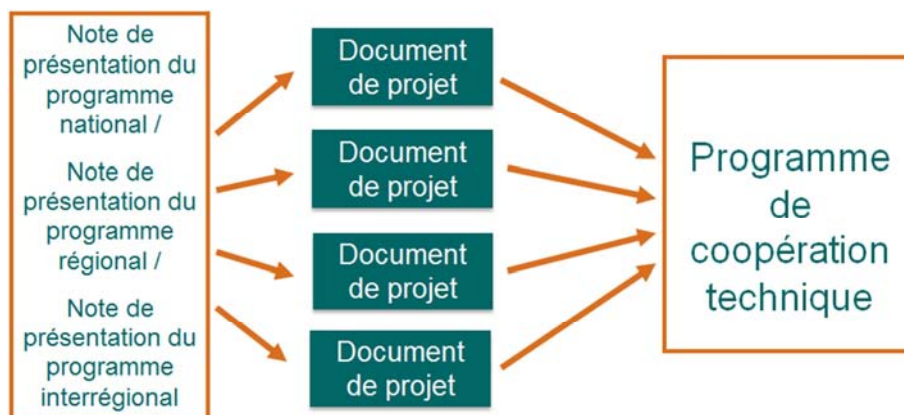 Note de
présentation du
programme
national /
Note de
présentation du
programme
régional /
Note de
présentation du
programme
interrégional
Document
de projet
Document
de projet
Document
de projet
Document
de projet
Programme
de
coopération
technique